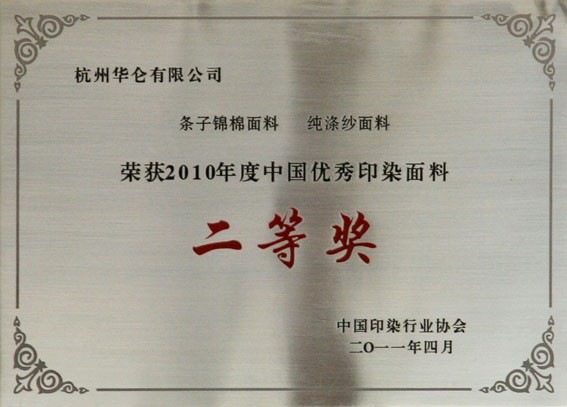 杭州华仑有限公司
条子锦棉面料 纯涤纱面料
荣获2010年度中国优秀印染面料
二等奖
中国印染行业协会
二O一一年四月